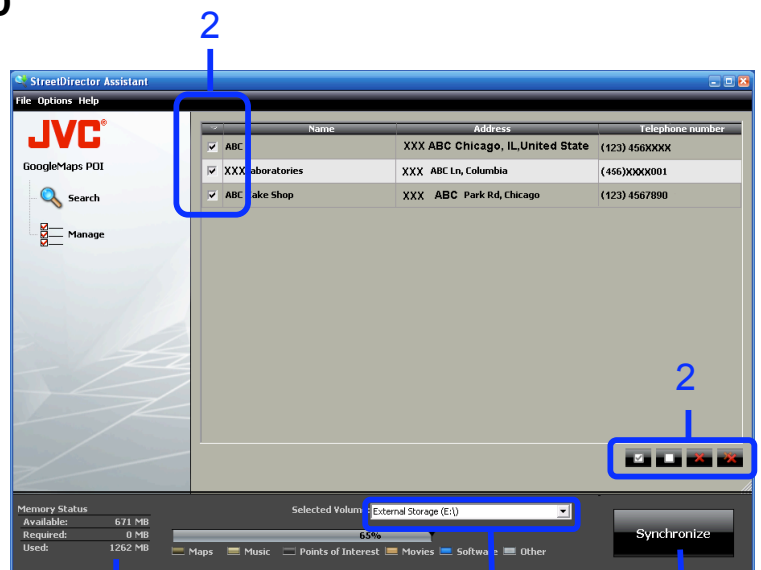 2
StreetDirector Assistant
File Options Help
JVC®
GoogleMaps POI
Search
Manage
Name Address Telephone number
ABC XXX ABC Chicago, IL,United State (123) 456XXXX
XXX aboratories XXX ABC Ln, Columbia (456)XXXX001
ABC ake Shop XXX ABC Park Rd, Chicago (123) 4567890
2
Memory Status
Available: 671 MB
Required: 0 MB
Used: 1262 MB
Selected Volum External Storage (E:\)
65%
Maps Music Points of Interest Movies Software Other
Synchronize